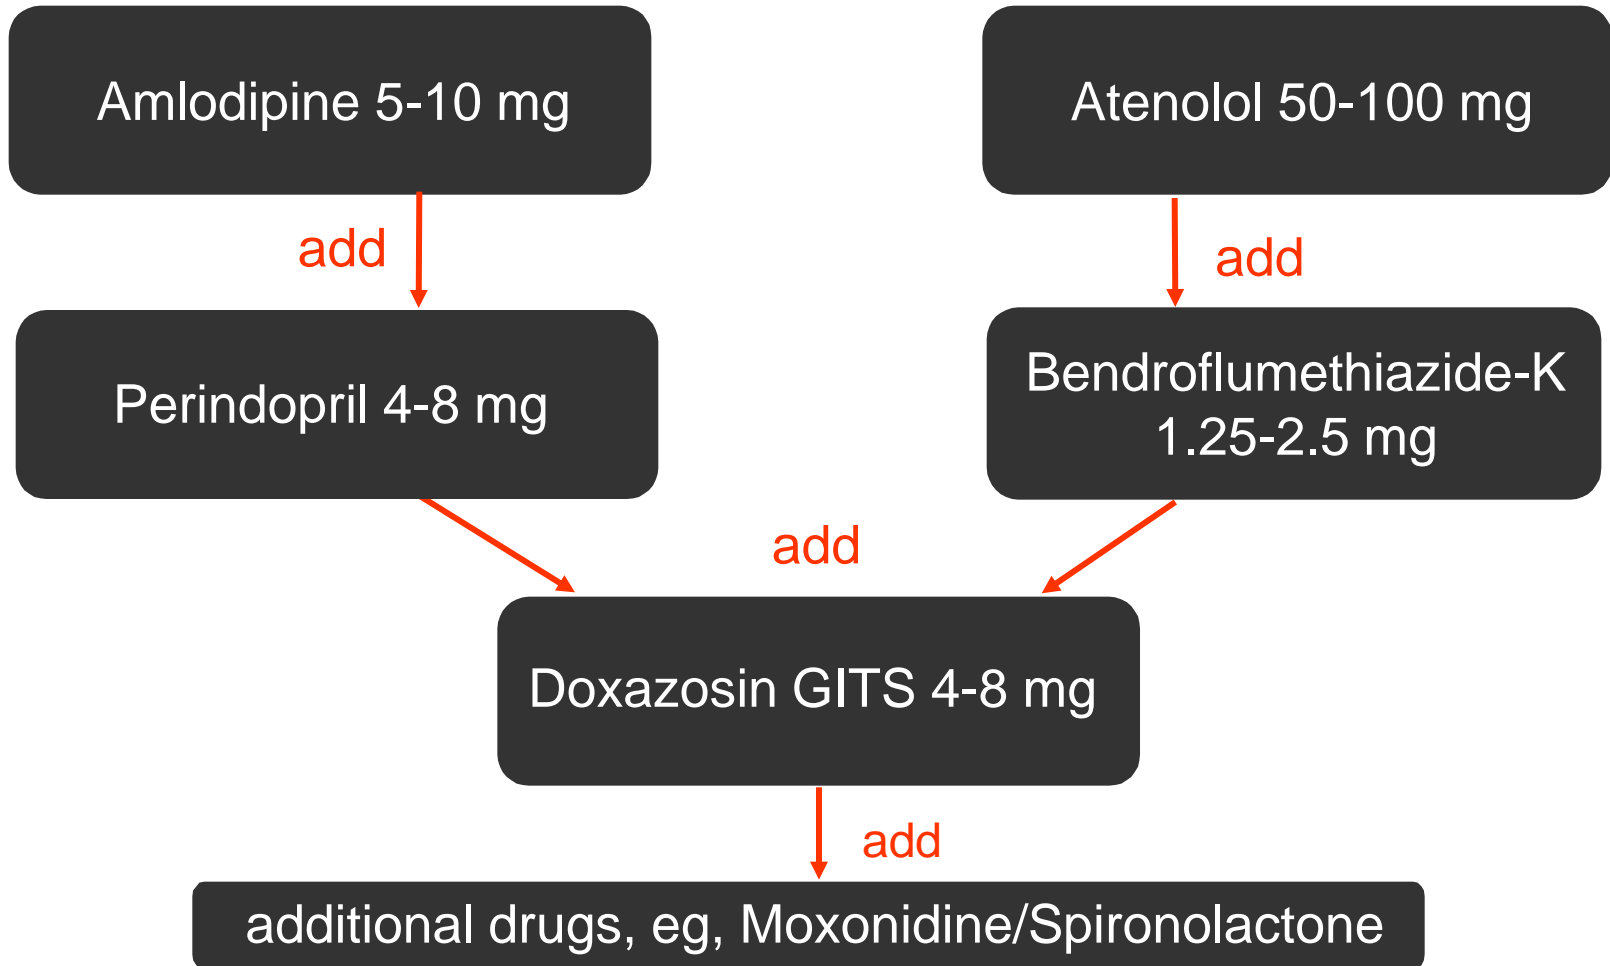 Amlodipine 5-10 mg
Atenolol 50-100 mg
add
add
Perindopril 4-8 mg
Bendroflumethiazide-K
1.25-2.5 mg
add
Doxazosin GITS 4-8 mg
add
additional drugs, eg, Moxonidine/Spironolactone